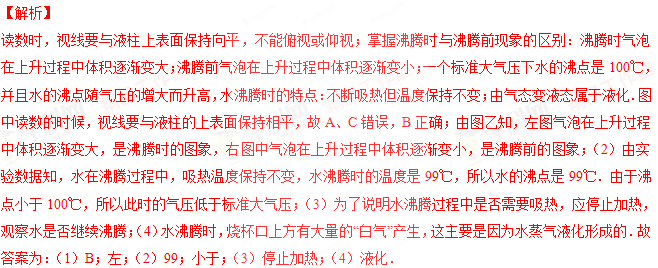 【解析】
读数时，视线要与液柱上表面保持向平，不能俯视或仰视；掌握沸腾时与沸腾前现象的区别：沸腾时气泡
在上升过程中体积逐渐变大；沸腾前气泡在上升过程中体积逐渐变小；一个标准大气压下水的沸点是 100℃，
并且水的沸点随气压的增大而升高，水沸腾时的特点：不断吸热但温度保持不变；由气态变液态属于液化．图
中读数的时候，视线要与液柱的上表面保持相平，故 A、C 错误，B 正确；由图乙知，左图气泡在上升过程
中体积逐渐变大，是沸腾时的图象，右图中气泡在上升过程中体积逐渐变小，是沸腾前的图象；（2）由实
验数据知，水在沸腾过程中，吸热温度保持不变，水沸腾时的温度是 99℃，所以水的沸点是 99℃．由于沸
点小于 100℃，所以此时的气压低于标准大气压；（3）为了说明水沸腾过程中是否需要吸热，应停止加热，
观察水是否继续沸腾；（4）水沸腾时，烧杯口上方有大量的“白气”产生，这主要是因为水蒸气液化形成的．故
答案为：（1）B；左；（2）99；小于；（3）停止加热；（4）液化．